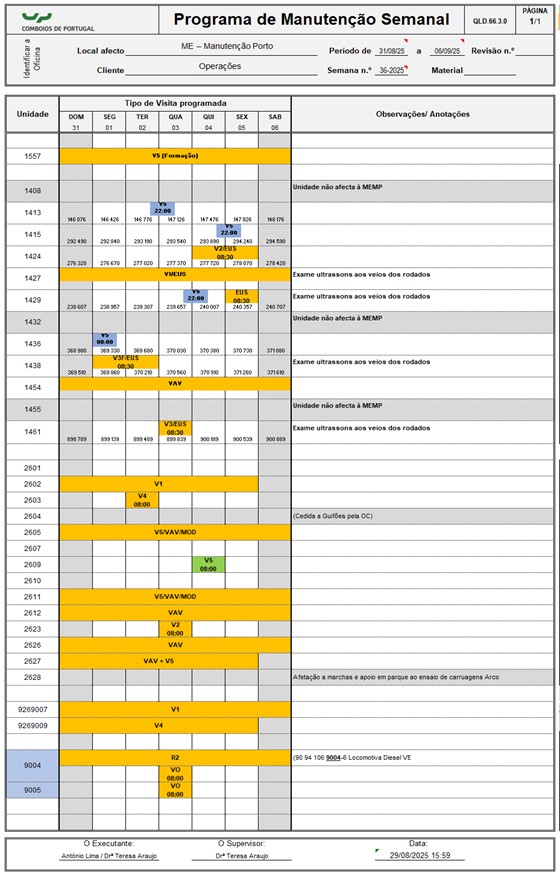 COMBOIOS DE PORTUGAL
Programa de Manutenção Semanal
QLD.66.3.0
PÁGINA
1/1
Identificar a Oficina
Local afecto ME – Manutenção Porto Período de 31/08/25 a 06/09/25 Revisão n.º
Cliente Operações Semana n.º 36-2025 Material
Unidade Tipo de Visita programada Observações/ Anotações
DOM SEG TER QUA QUI SEX SAB
31 01 02 03 04 05 06
1557 V5 (Formação)
1408 Unidade não afecta à MEMP
1413 V5 22:00
146 076 146 426 146 776 147 126 147 476 147 826 148 176
1415 V5 22:00
292 490 292 840 293 190 293 540 293 890 294 240 294 590
1424 V2/EUS 08:30
276 320 276 670 277 020 277 370 277 720 278 070 278 420
1427 VI/EUS Exame ultrassons aos veios dos rodados
1429 V5 22:00 EUS 08:30 Exame ultrassons aos veios dos rodados
238 607 238 957 239 307 239 657 240 007 240 357 240 707
1432 Unidade não afecta à MEMP
1436 V5 00:00
368 980 369 330 369 680 370 030 370 380 370 730 371 080
1438 V3F/EUS 08:30 Exame ultrassons aos veios dos rodados
369 510 369 860 370 210 370 560 370 910 371 260 371 610
1454 VAV
1455 Unidade não afecta à MEMP
1461 V3/EUS 08:30 Exame ultrassons aos veios dos rodados
898 789 899 139 899 489 899 839 900 189 900 539 900 889
2601
2602 V1
2603 V4 08:00
2604 (Cedida a Guifões pela OC)
2605 V5/VAV/MOD
2607
2609 V5 08:00
2610
2611 V5/VAV/MOD
2612 VAV
2623 V2 08:00
2626 VAV
2627 VAV + V5
2628 Afetação a marchas e apoio em parque ao ensaio de carruagens Arco
9269007 V1
9269009 V4
9004 R2 (90 94 106 9004-6 Locomotiva Diesel VE
VO 08:00
9005 VO 08:00
O Executante: O Supervisor: Data:
António Lima / Drª Teresa Araujo Drª Teresa Araujo 29/08/2025 15:59